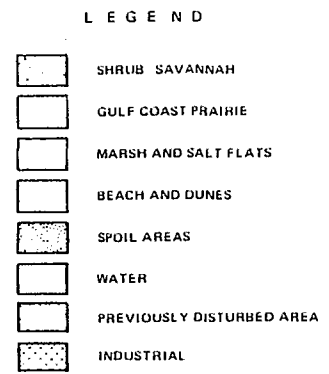 LEGEND
SHRUB SAVANNAH
GULF COAST PRAIRIE
MARSH AND SALT FLATS
BEACH AND DUNES
SPOIL AREAS
WATER
PREVIOUSLY DISTURBED AREA
INDUSTRIAL